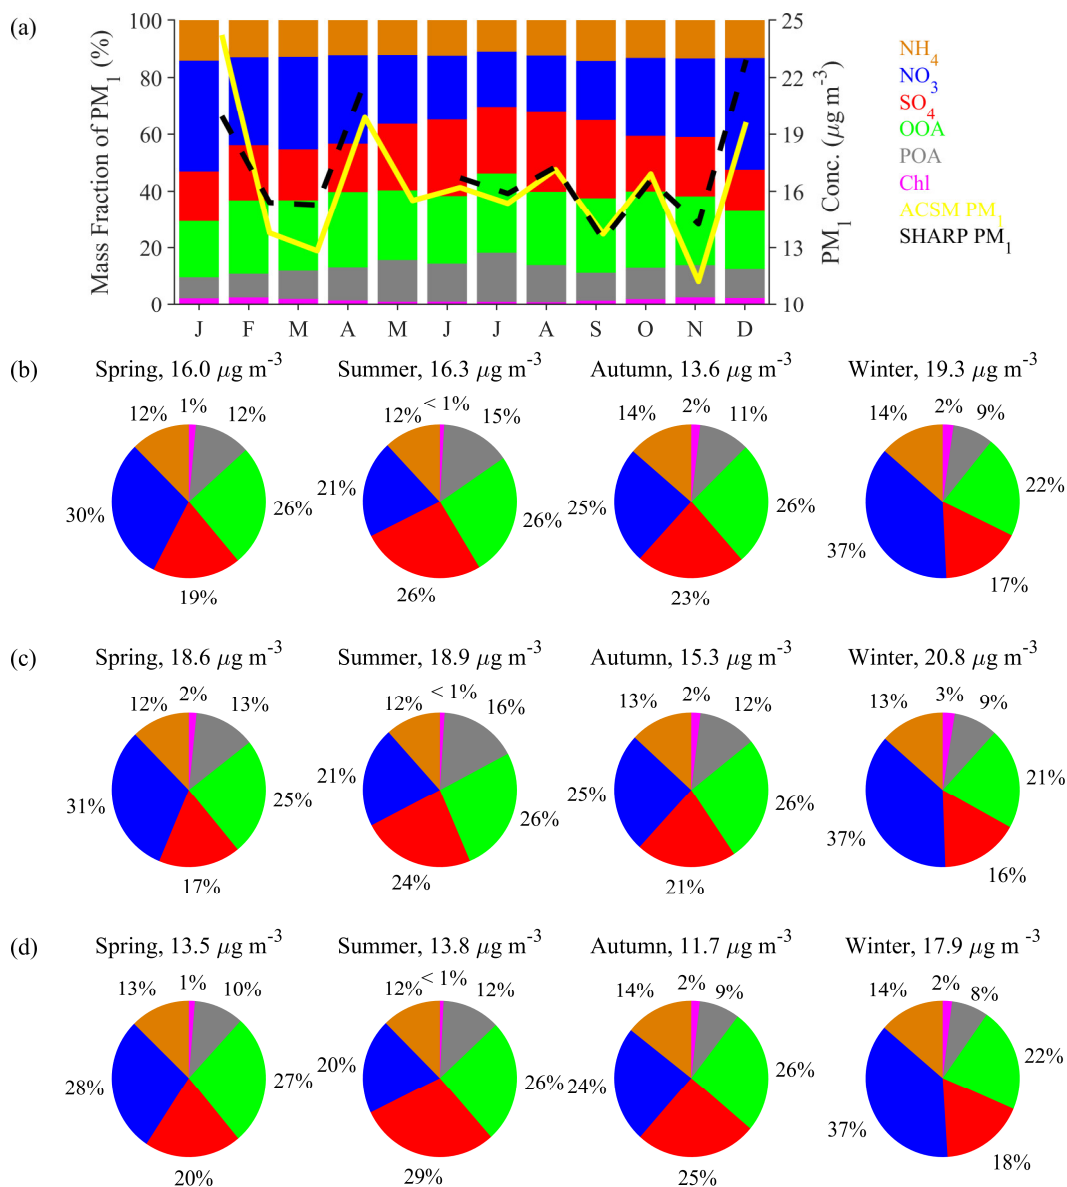 (a)
Mass Fraction of PM1 (%)
100
80
60
40
20
0
J F M A M J J A S O N D
25
22
19
16
13
10
PM1 Conc. (μg m-3)
NH4
NO3
SO4
OOA
POA
Chl
ACSM PM1
SHARP PM1
(b)
Spring, 16.0 μg m-3
12% 1% 12%
30% 26%
19%
Summer, 16.3 μg m-3
12% < 1% 15%
21% 26%
26%
Autumn, 13.6 μg m-3
14% 2% 11%
25% 26%
23%
Winter, 19.3 μg m-3
14% 2% 9%
37% 22%
17%
(c)
Spring, 18.6 μg m-3
12% 2% 13%
31% 25%
17%
Summer, 18.9 μg m-3
12% < 1% 16%
21% 26%
24%
Autumn, 15.3 μg m-3
13% 2% 12%
25% 26%
21%
Winter, 20.8 μg m-3
13% 3% 9%
37% 21%
16%
(d)
Spring, 13.5 μg m-3
13% 1% 10%
28% 27%
20%
Summer, 13.8 μg m-3
12% < 1% 12%
20% 26%
29%
Autumn, 11.7 μg m-3
14% 2% 9%
24% 26%
25%
Winter, 17.9 μg m -3
14% 2% 8%
37% 22%
18%